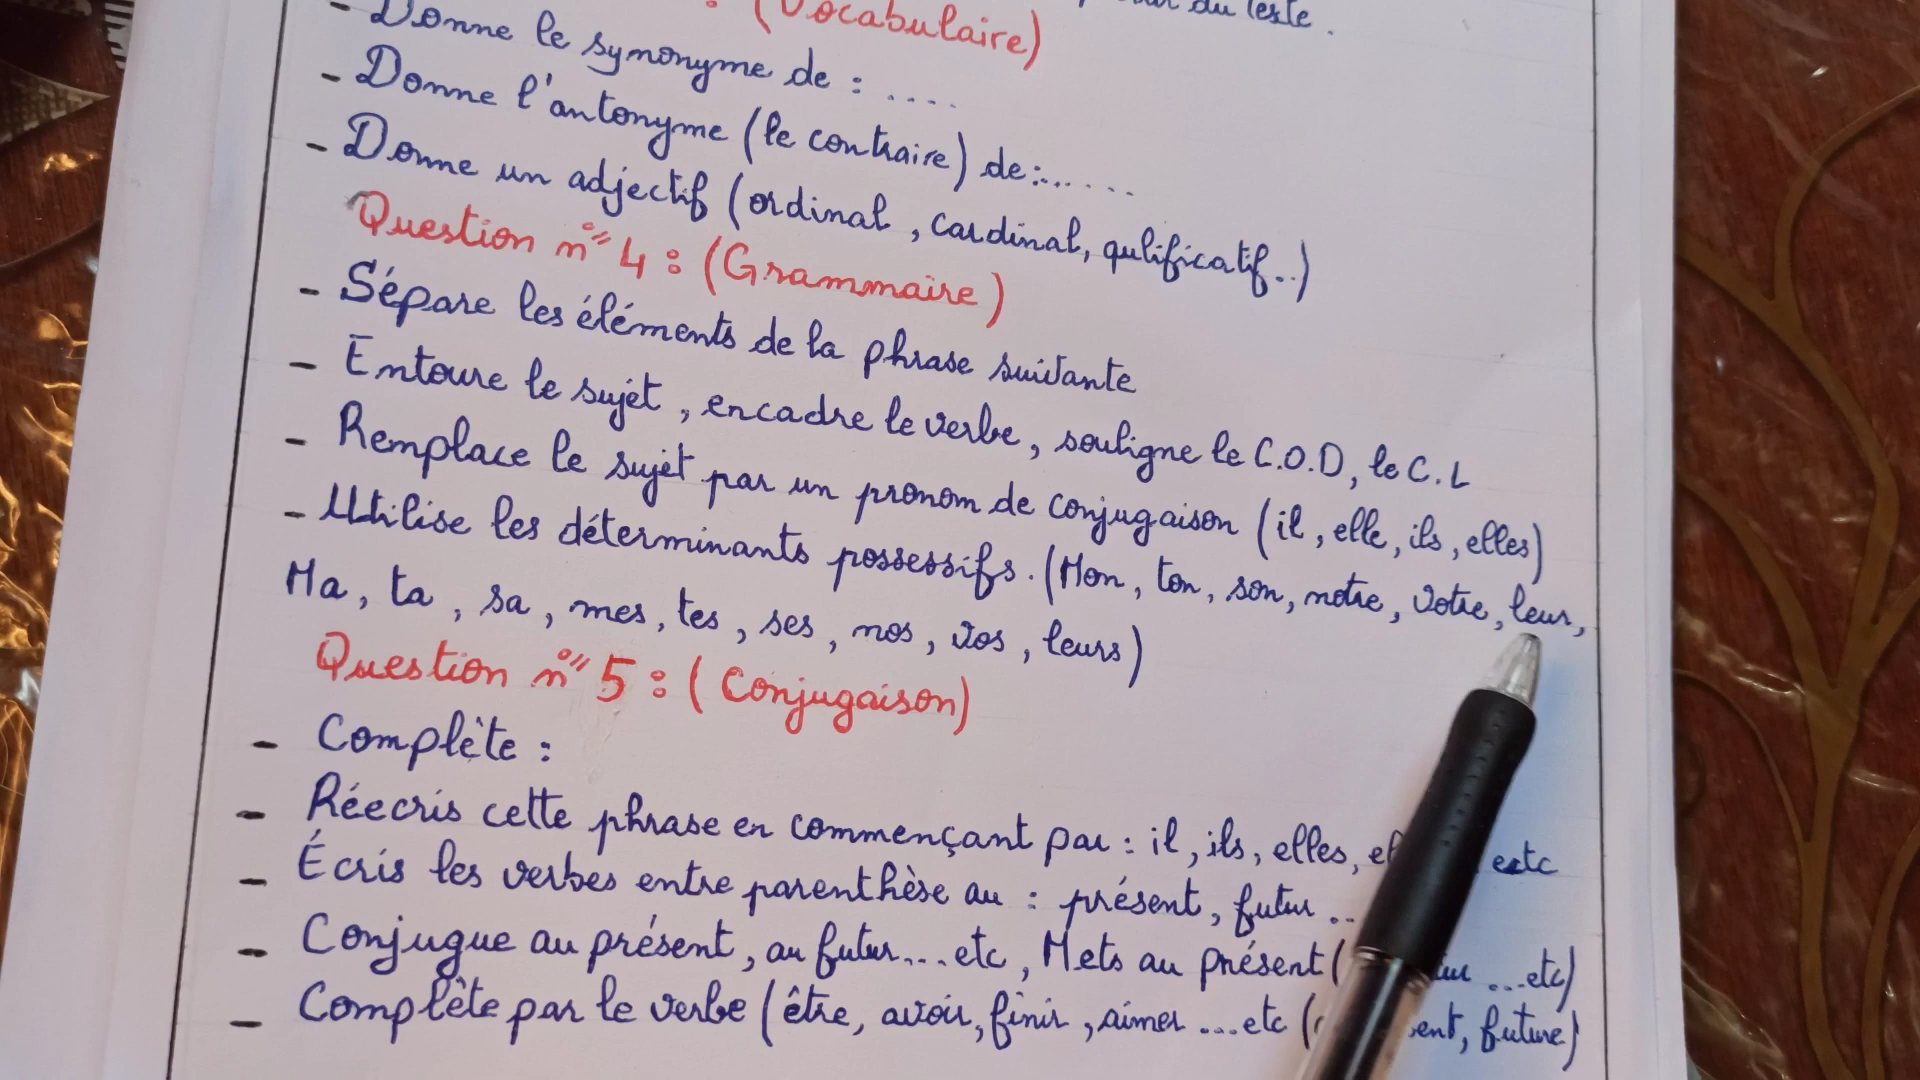 du texte.
: (Vocabulaire)
- Donne le synonyme de : ....
- Donne l'antonyme (le contraire) de:......
- Donne un adjectif (ordinal, cardinal, qulificatif..)
Question n° 4 : (Grammaire)
- Sépare les éléments de la phrase suivante
- Entoure le sujet, encadre le verbe, souligne le C.O.D, le C.L
- Remplace le sujet par un pronom de conjugaison (il, elle, ils, elles)
- Utilise les déterminants possessifs. (Mon, ton, son, notre, votre, leur,
Ma, ta, sa, mes, tes, ses, nos, vos, leurs)
Question n° 5 : (Conjugaison)
- Complète :
- Réecris cette phrase en commençant par : il, ils, elles, estc
- Écris les verbes entre parenthèse au : présent, futur ..
- Conjugue au présent, au futur... etc, Mets au présent ( ...etc)
- Complète par le verbe (être, avoir, finir, aimer ...etc ( future)